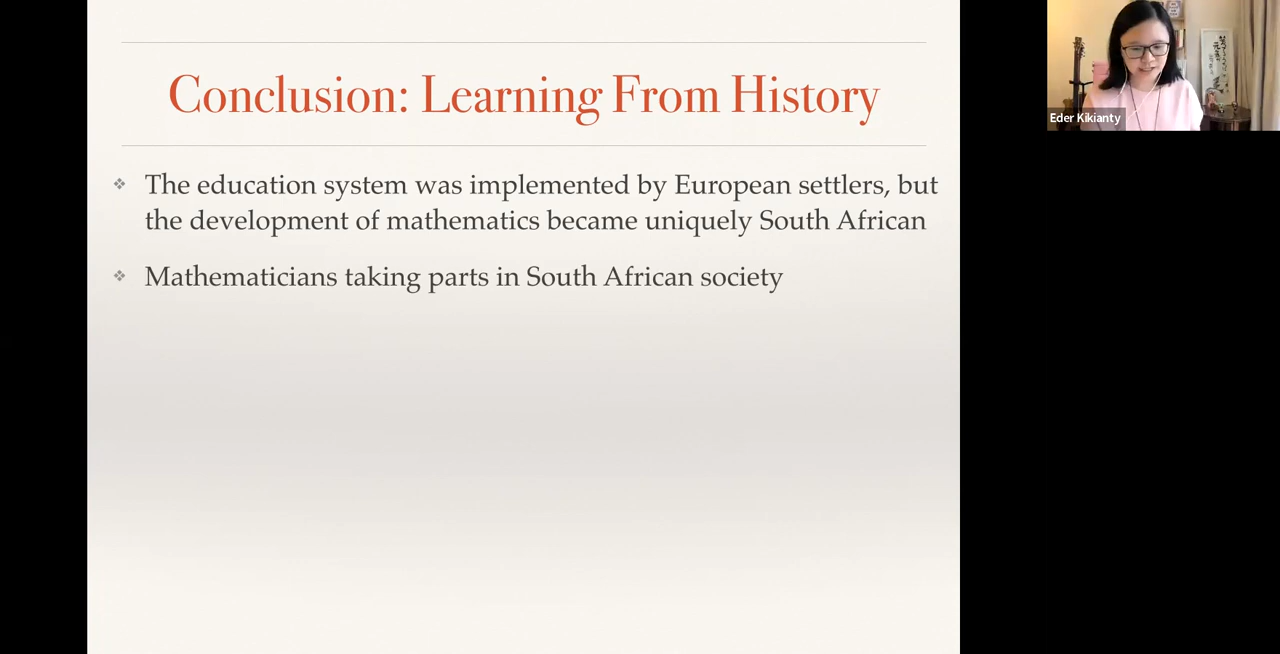 Conclusion: Learning From History
The education system was implemented by European settlers, but
the development of mathematics became uniquely South African
Mathematicians taking parts in South African society
Eder Kikianty